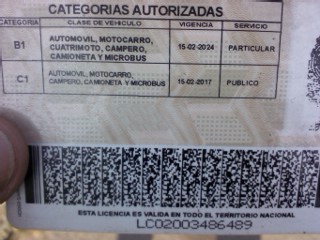 CATEGORIAS AUTORIZADAS
CLASE DE VEHICULO VIGENCIA SERVICIO
B1 AUTOMOVIL, MOTOCARRO, CUATRIMOTO, CAMPERO, CAMIONETA Y MICROBUS 15-02-2024 PARTICULAR
C1 AUTOMOVIL, MOTOCARRO, CAMPERO, CAMIONETA Y MICROBUS 15-02-2017 PUBLICO
ESTA LICENCIA ES VALIDA EN TODO EL TERRITORIO NACIONAL
LC02003486489